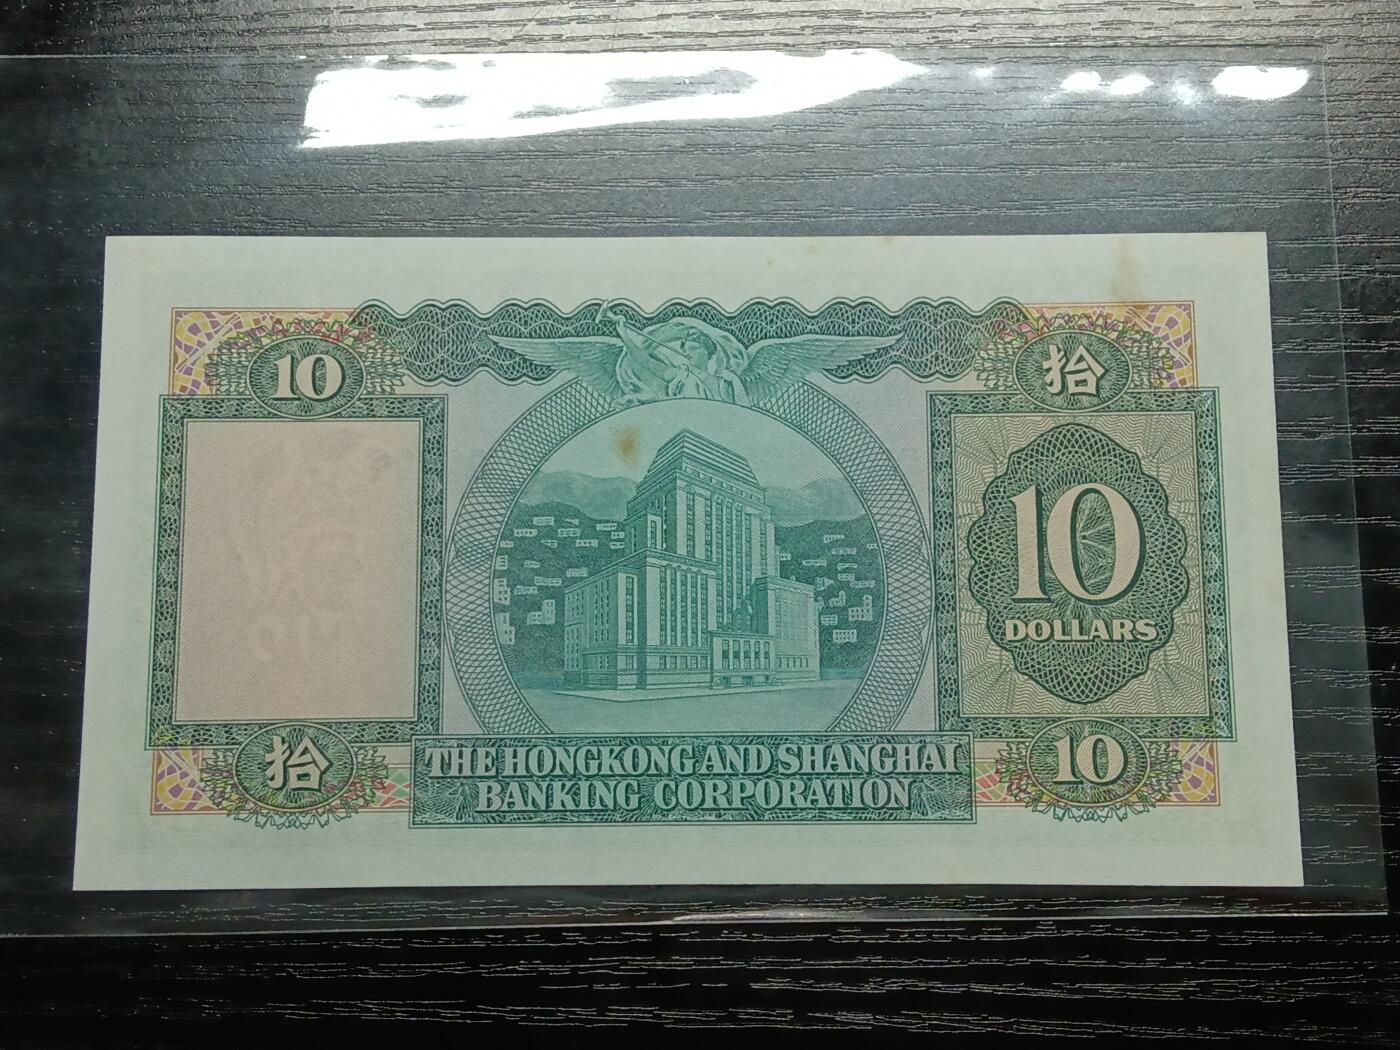 10
拾
10
DOLLARS
拾
THE HONGKONG AND SHANGHAI
BANKING CORPORATION
10